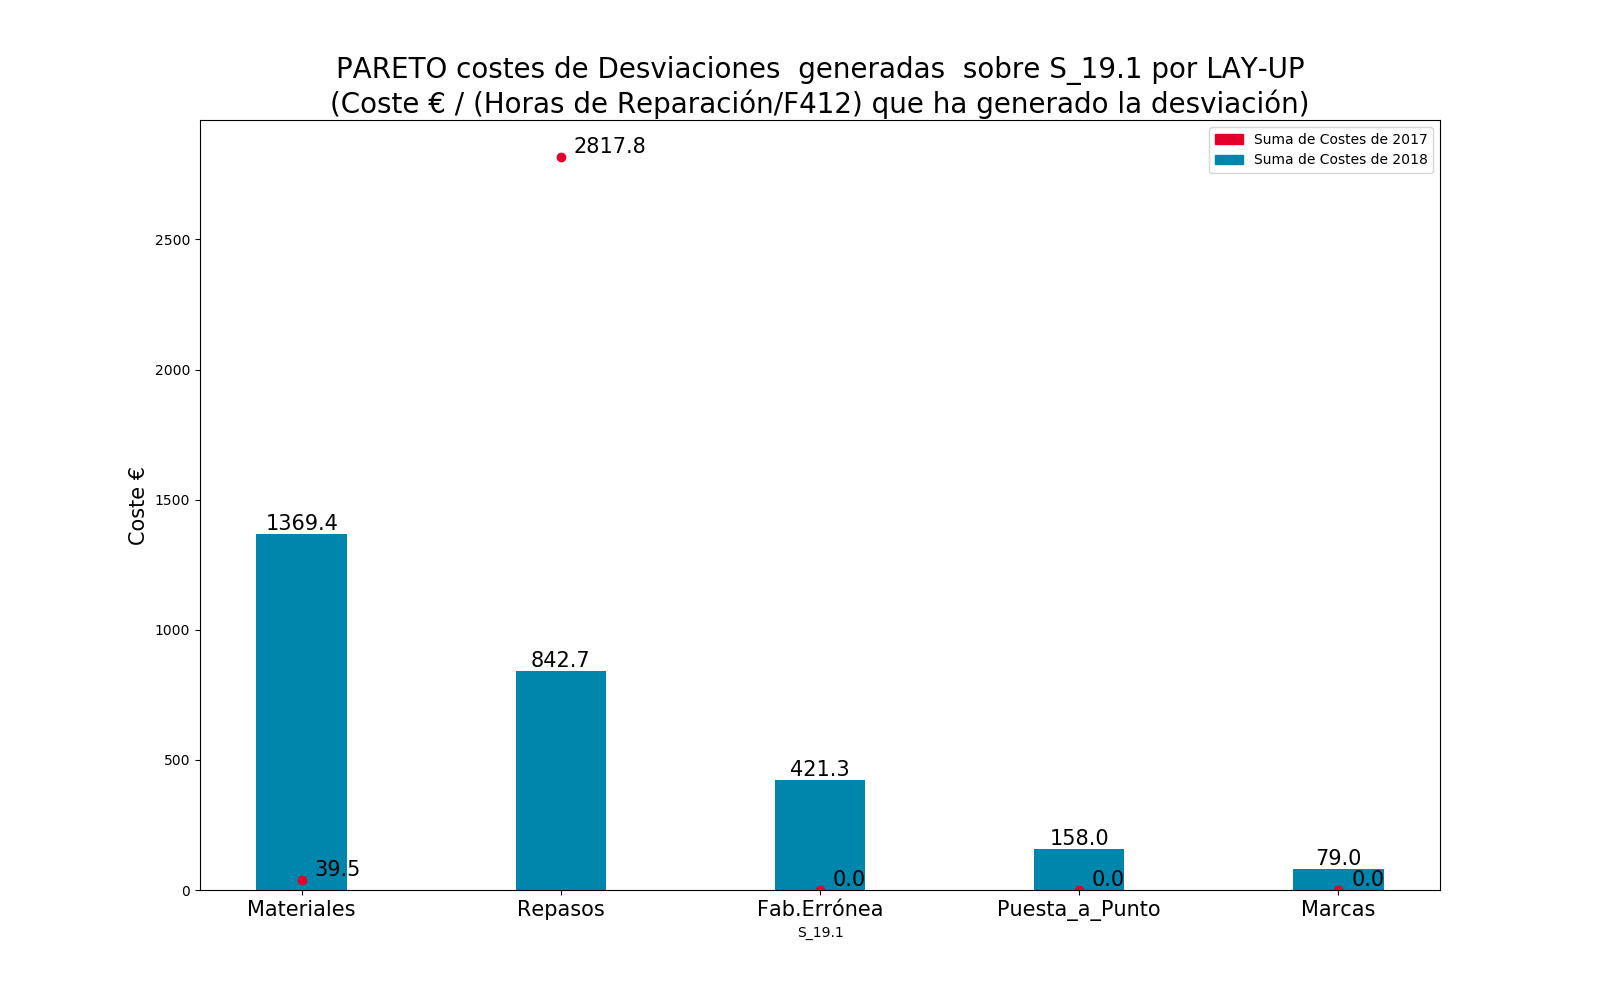 PARETO costes de Desviaciones  generadas  sobre S_19.1 por LAY-UP
(Coste € / (Horas de Reparación/F412) que ha generado la desviación)
Suma de Costes de 2017
Suma de Costes de 2018
2817.8
2500
2000
1500
1000
500
0
Coste €
1369.4
842.7
421.3
158.0
79.0
39.5
0.0
0.0
0.0
Materiales
Repasos
Fab.Errónea
Puesta_a_Punto
Marcas
S_19.1